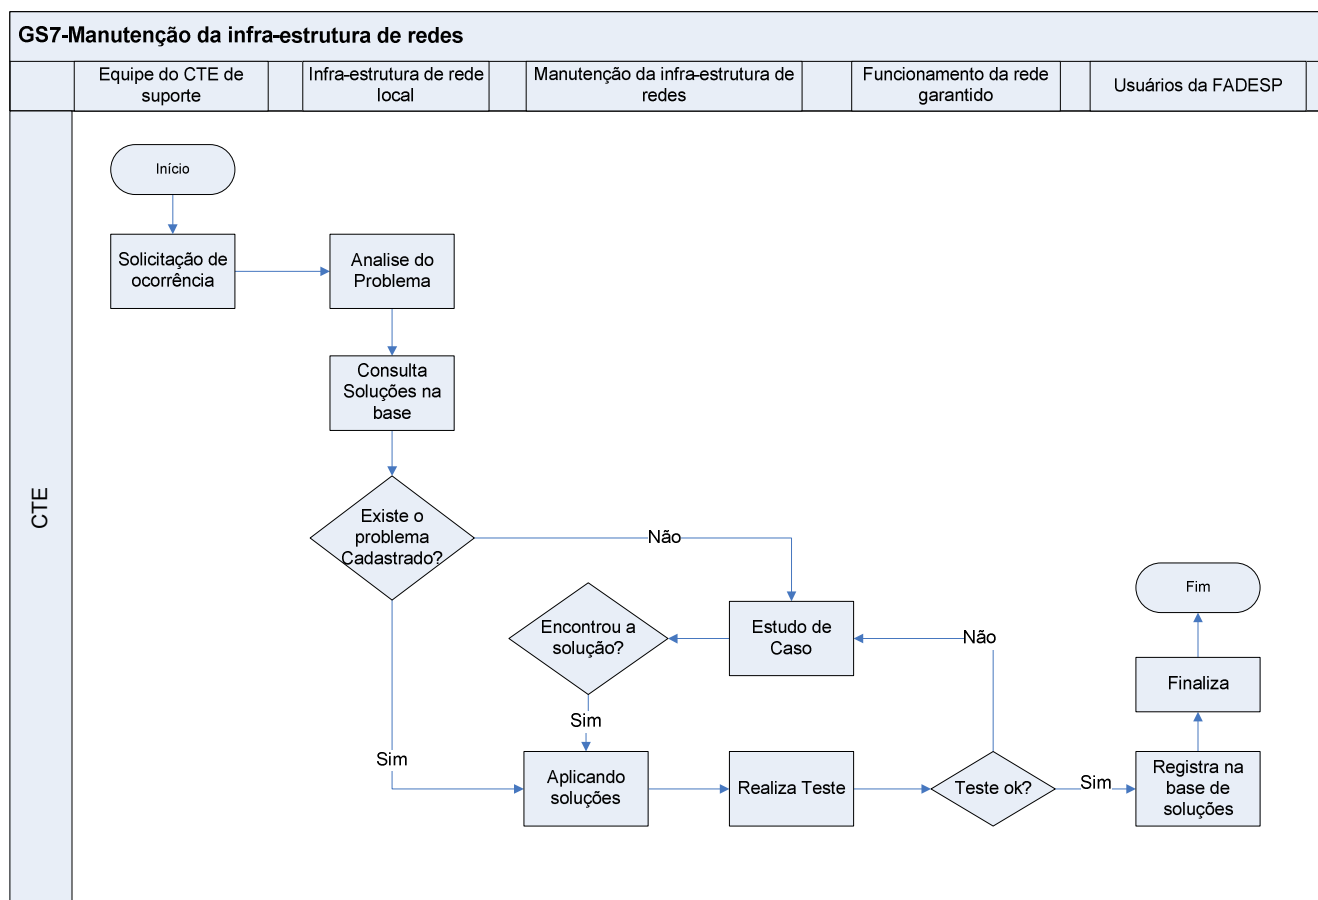 GS7-Manutenção da infra-estrutura de redes
Equipe do CTE de
suporte
Infra-estrutura de rede
local
Manutenção da infra-estrutura de
redes
Funcionamento da rede
garantido
Usuários da FADESP
CTE
Início
Solicitação de
ocorrência
Analise do
Problema
Consulta
Soluções na
base
Existe o
problema
Cadastrado?
Não
Encontrou a
solução?
Estudo de
Caso
Não
Fim
Finaliza
Sim
Sim
Aplicando
soluções
Realiza Teste
Teste ok?
Sim
Registra na
base de
soluções